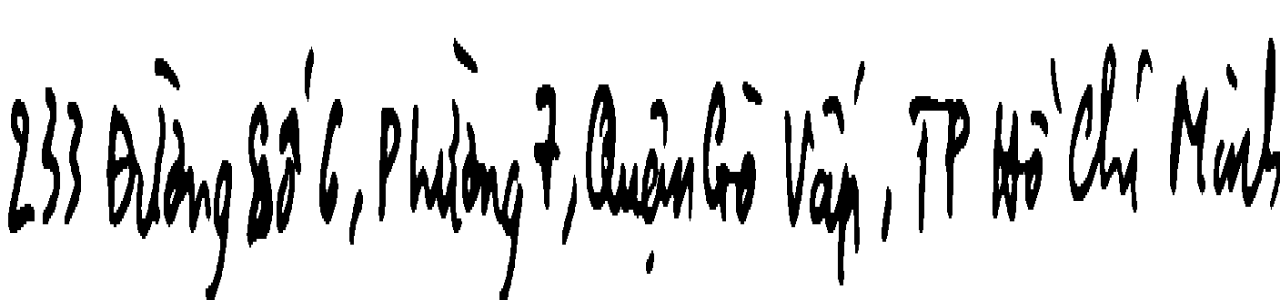 233 Đường Số 6, Phường 7, Quận Gò Vấp, TP Hồ Chí Minh